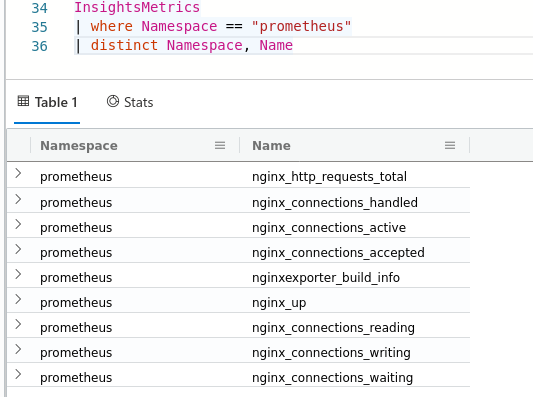 34 InsightsMetrics
35 | where Namespace == "prometheus"
36 | distinct Namespace, Name
Table 1 Stats
Namespace Name
prometheus nginx_http_requests_total
prometheus nginx_connections_handled
prometheus nginx_connections_active
prometheus nginx_connections_accepted
prometheus nginxexporter_build_info
prometheus nginx_up
prometheus nginx_connections_reading
prometheus nginx_connections_writing
prometheus nginx_connections_waiting